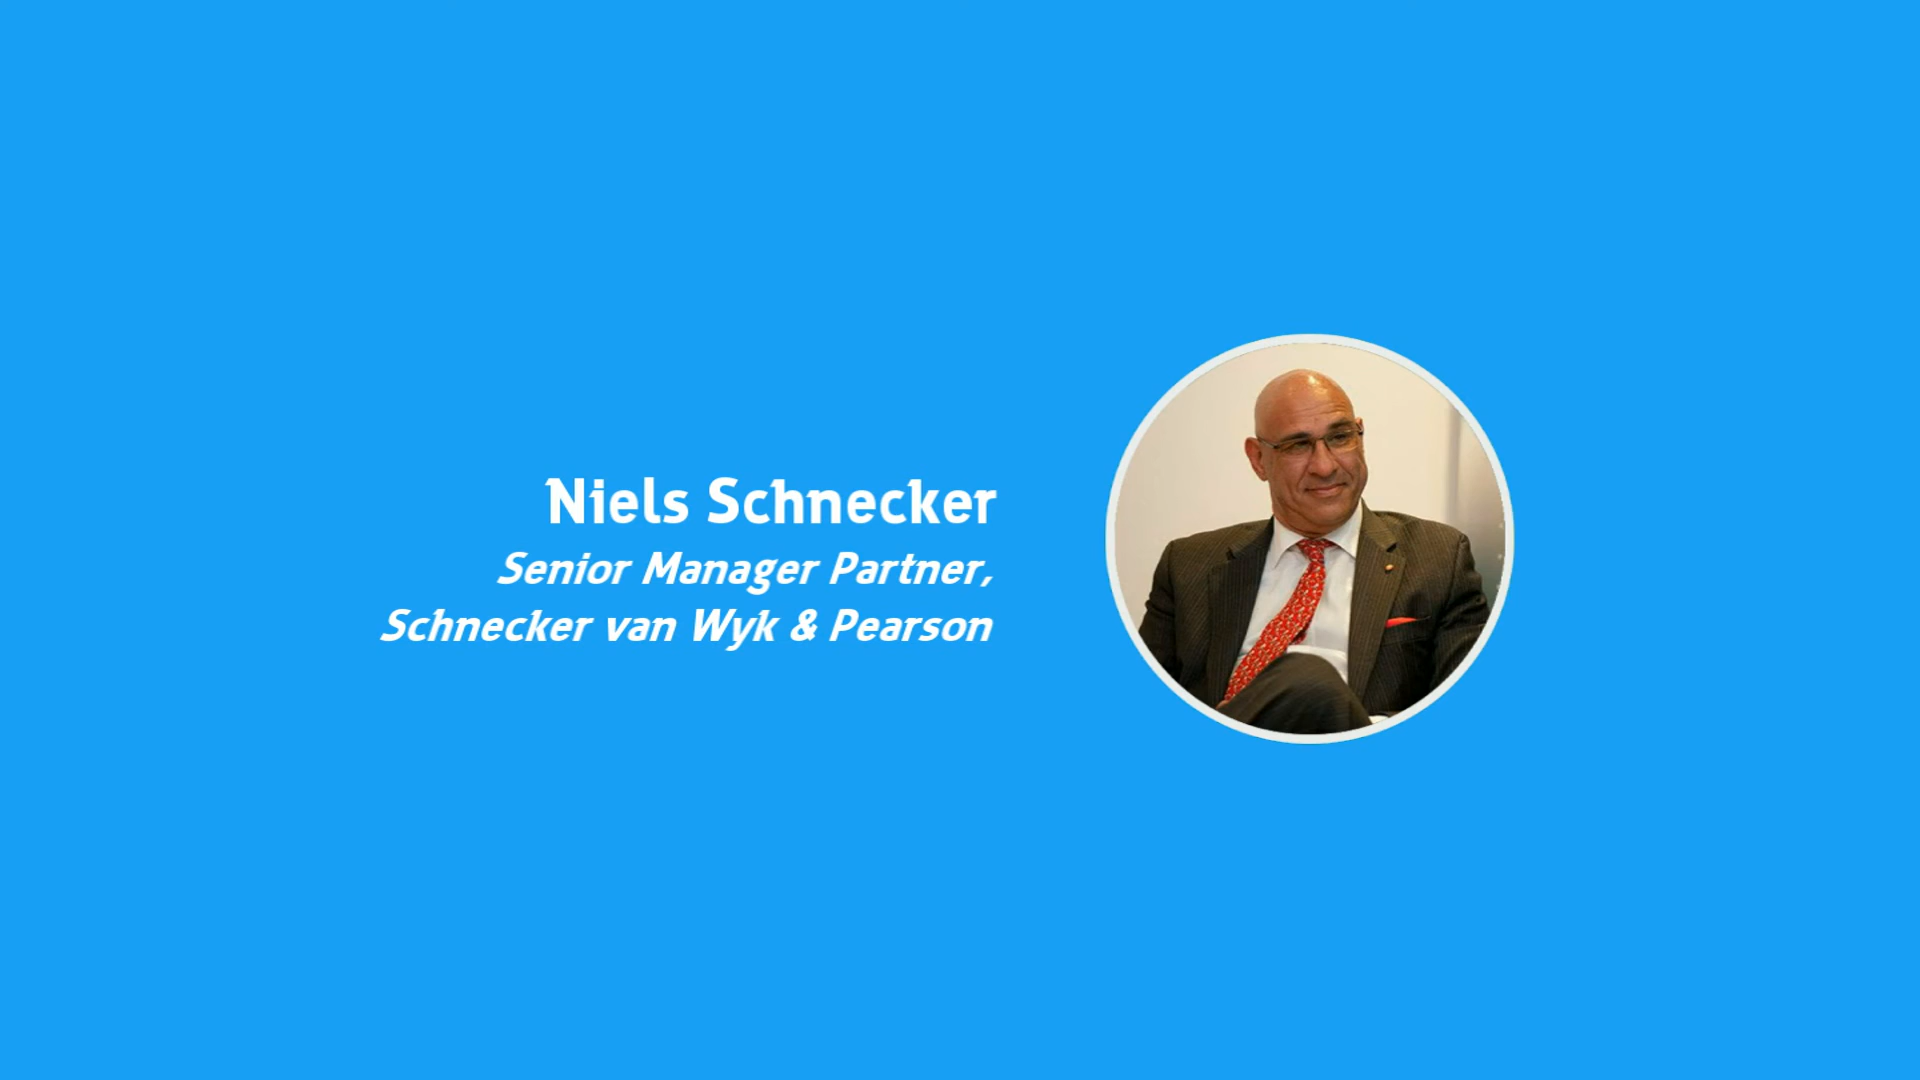 Niels Schnecker
Senior Manager Partner,
Schnecker van Wyk & Pearson